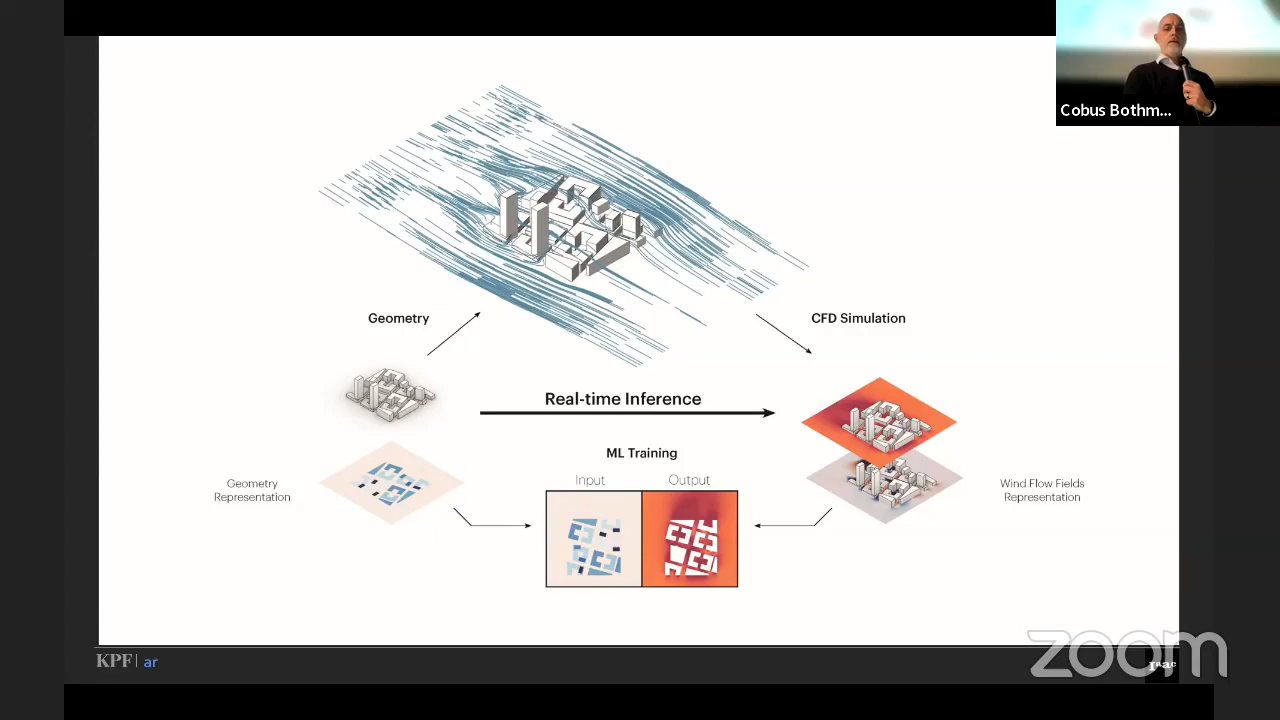 Cobus Bothm...
Geometry
CFD Simulation
Real-time Inference
ML Training
Input
Output
Geometry
Representation
Wind Flow Fields
Representation
KPF ar
zoom
Iaac